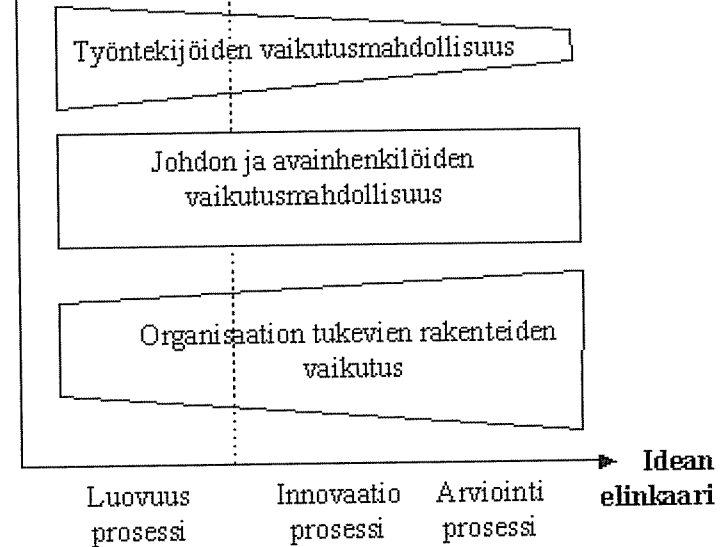 Työntekijöiden vaikutusmahdollisuus
Johdon ja avainhenkilöiden
vaikutusmahdollisuus
Organisaation tukevien rakenteiden
vaikutus
Idean
elinkaari
Luovuus
prosessi
Innovaatio
prosessi
Arviointi
prosessi